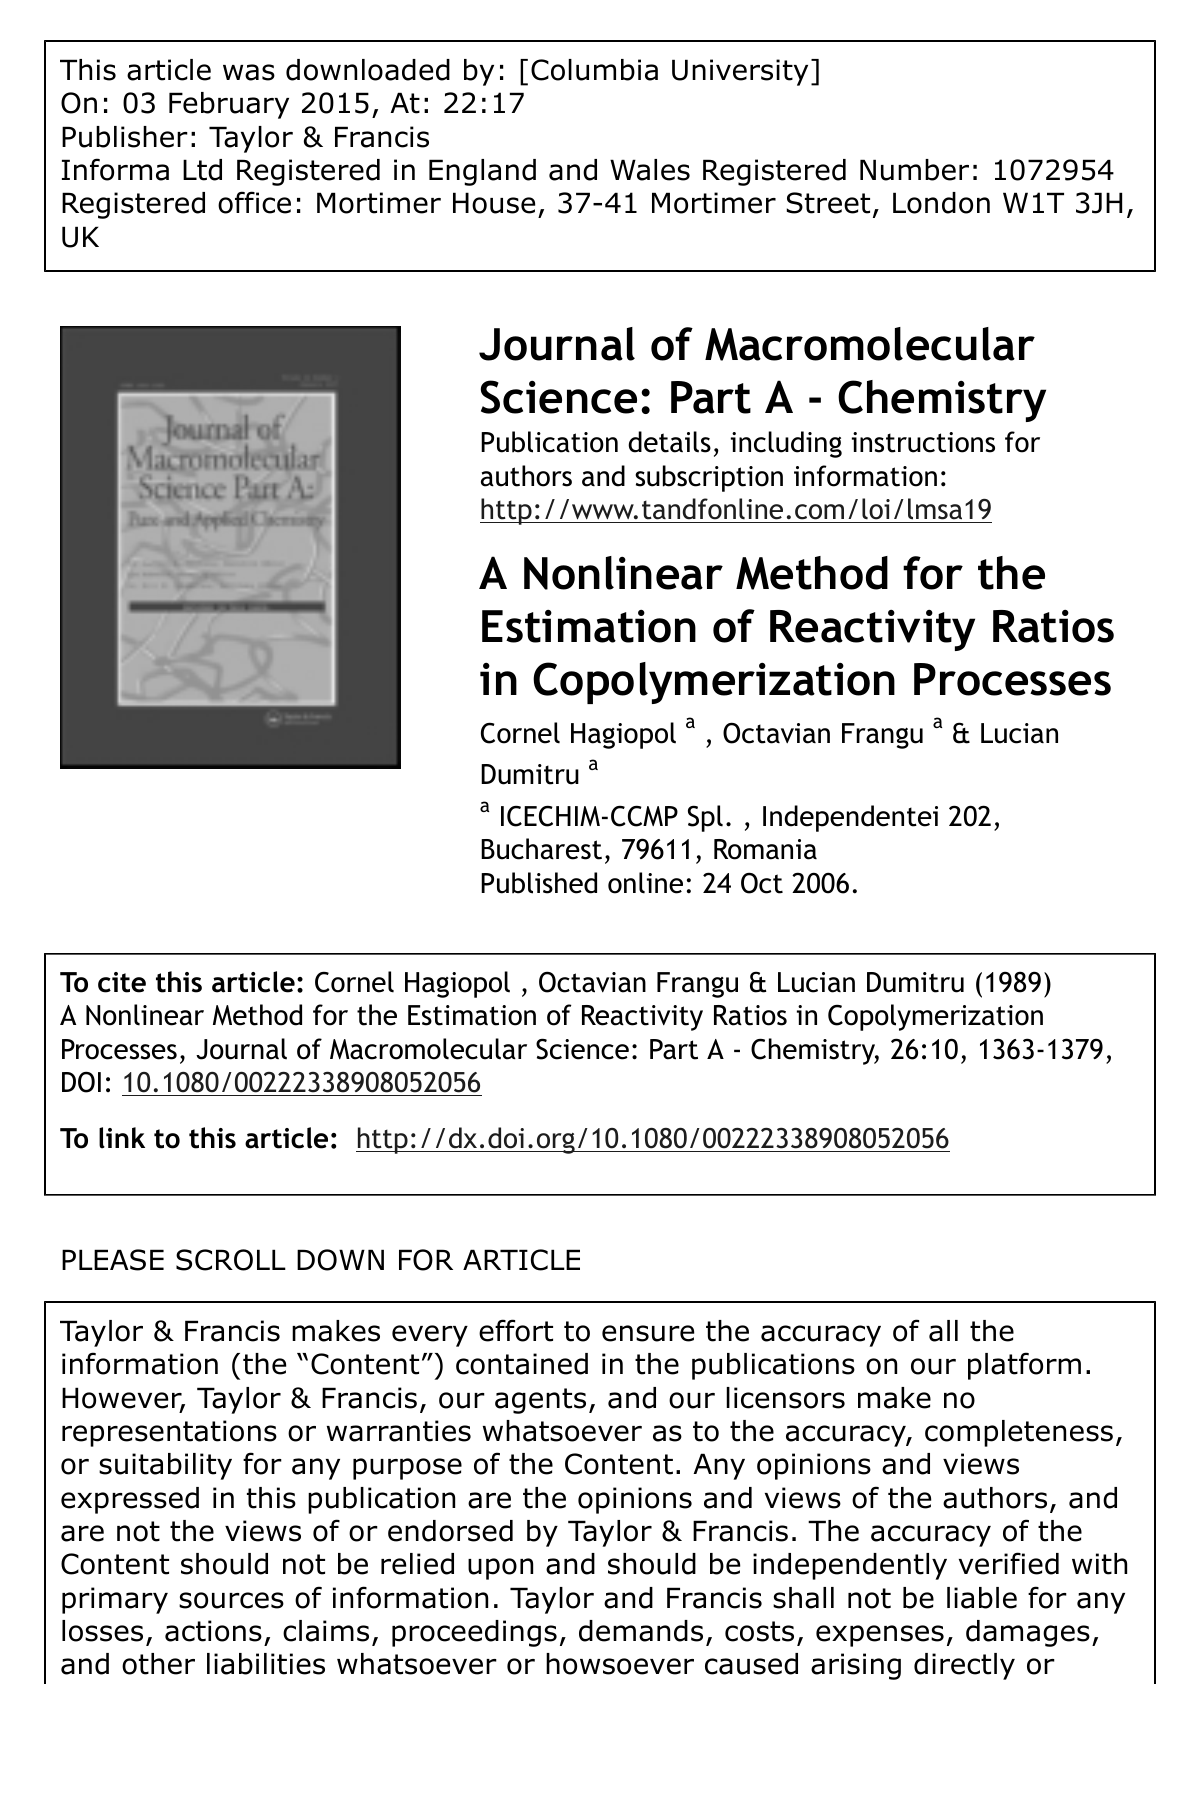 This article was downloaded by: [Columbia University]
On: 03 February 2015, At: 22:17
Publisher: Taylor & Francis
Informa Ltd Registered in England and Wales Registered Number: 1072954
Registered office: Mortimer House, 37-41 Mortimer Street, London W1T 3JH,
UK
Journal of
Macromolecular
Science Part A:
Pure and Applied Chemistry
Journal of Macromolecular
Science: Part A - Chemistry
Publication details, including instructions for
authors and subscription information:
http://www.tandfonline.com/loi/lmsa19
A Nonlinear Method for the
Estimation of Reactivity Ratios
in Copolymerization Processes
Cornel Hagiopol a , Octavian Frangu a & Lucian
Dumitru a
a ICECHIM-CCMP Spl. , Independentei 202,
Bucharest, 79611, Romania
Published online: 24 Oct 2006.
To cite this article: Cornel Hagiopol , Octavian Frangu & Lucian Dumitru (1989)
A Nonlinear Method for the Estimation of Reactivity Ratios in Copolymerization
Processes, Journal of Macromolecular Science: Part A - Chemistry, 26:10, 1363-1379,
DOI: 10.1080/00222338908052056
To link to this article: http://dx.doi.org/10.1080/00222338908052056
PLEASE SCROLL DOWN FOR ARTICLE
Taylor & Francis makes every effort to ensure the accuracy of all the
information (the “Content”) contained in the publications on our platform.
However, Taylor & Francis, our agents, and our licensors make no
representations or warranties whatsoever as to the accuracy, completeness,
or suitability for any purpose of the Content. Any opinions and views
expressed in this publication are the opinions and views of the authors, and
are not the views of or endorsed by Taylor & Francis. The accuracy of the
Content should not be relied upon and should be independently verified with
primary sources of information. Taylor and Francis shall not be liable for any
losses, actions, claims, proceedings, demands, costs, expenses, damages,
and other liabilities whatsoever or howsoever caused arising directly or